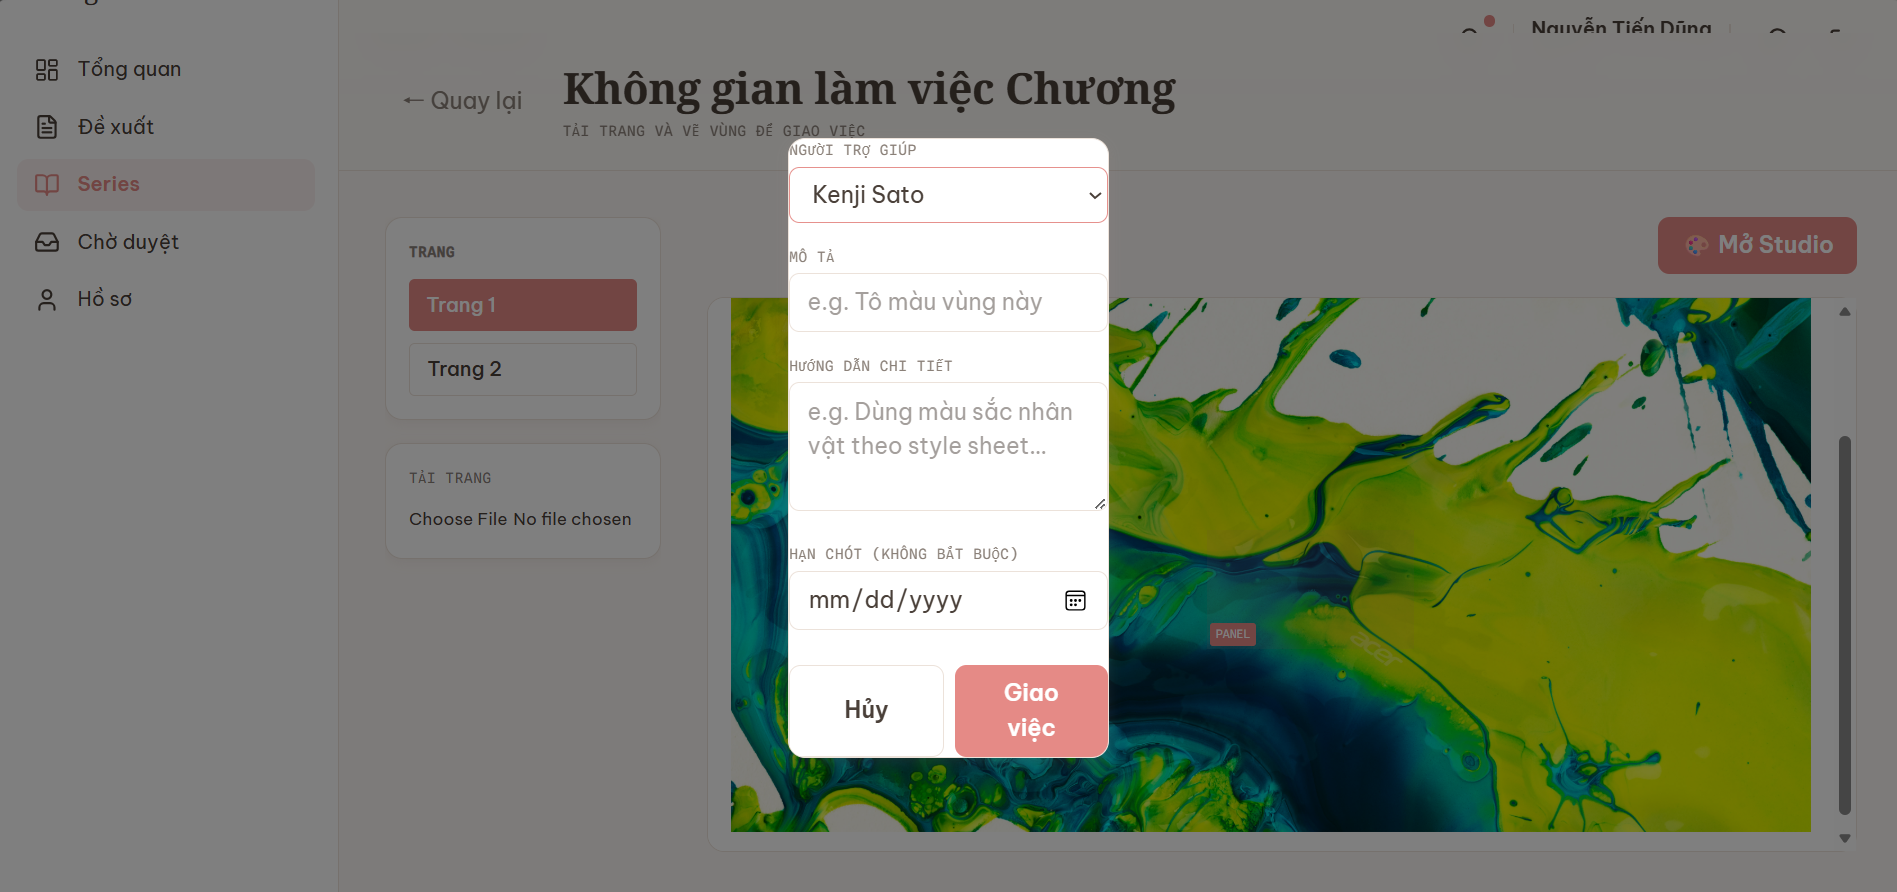 Tổng quan
Đề xuất
Series
Chờ duyệt
Hồ sơ
Nguyễn Tiến Dũng
← Quay lại
Không gian làm việc Chương
TẢI TRANG VÀ VẼ VÙNG ĐỂ GIAO VIỆC
TRANG
Trang 1
Trang 2
TẢI TRANG
Choose File No file chosen
Mở Studio
NGƯỜI TRỢ GIÚP
Kenji Sato
MÔ TẢ
e.g. Tô màu vùng này
HƯỚNG DẪN CHI TIẾT
e.g. Dùng màu sắc nhân
vật theo style sheet...
HẠN CHÓT (KHÔNG BẮT BUỘC)
mm/dd/yyyy
Hủy
Giao
việc
PANEL
acer